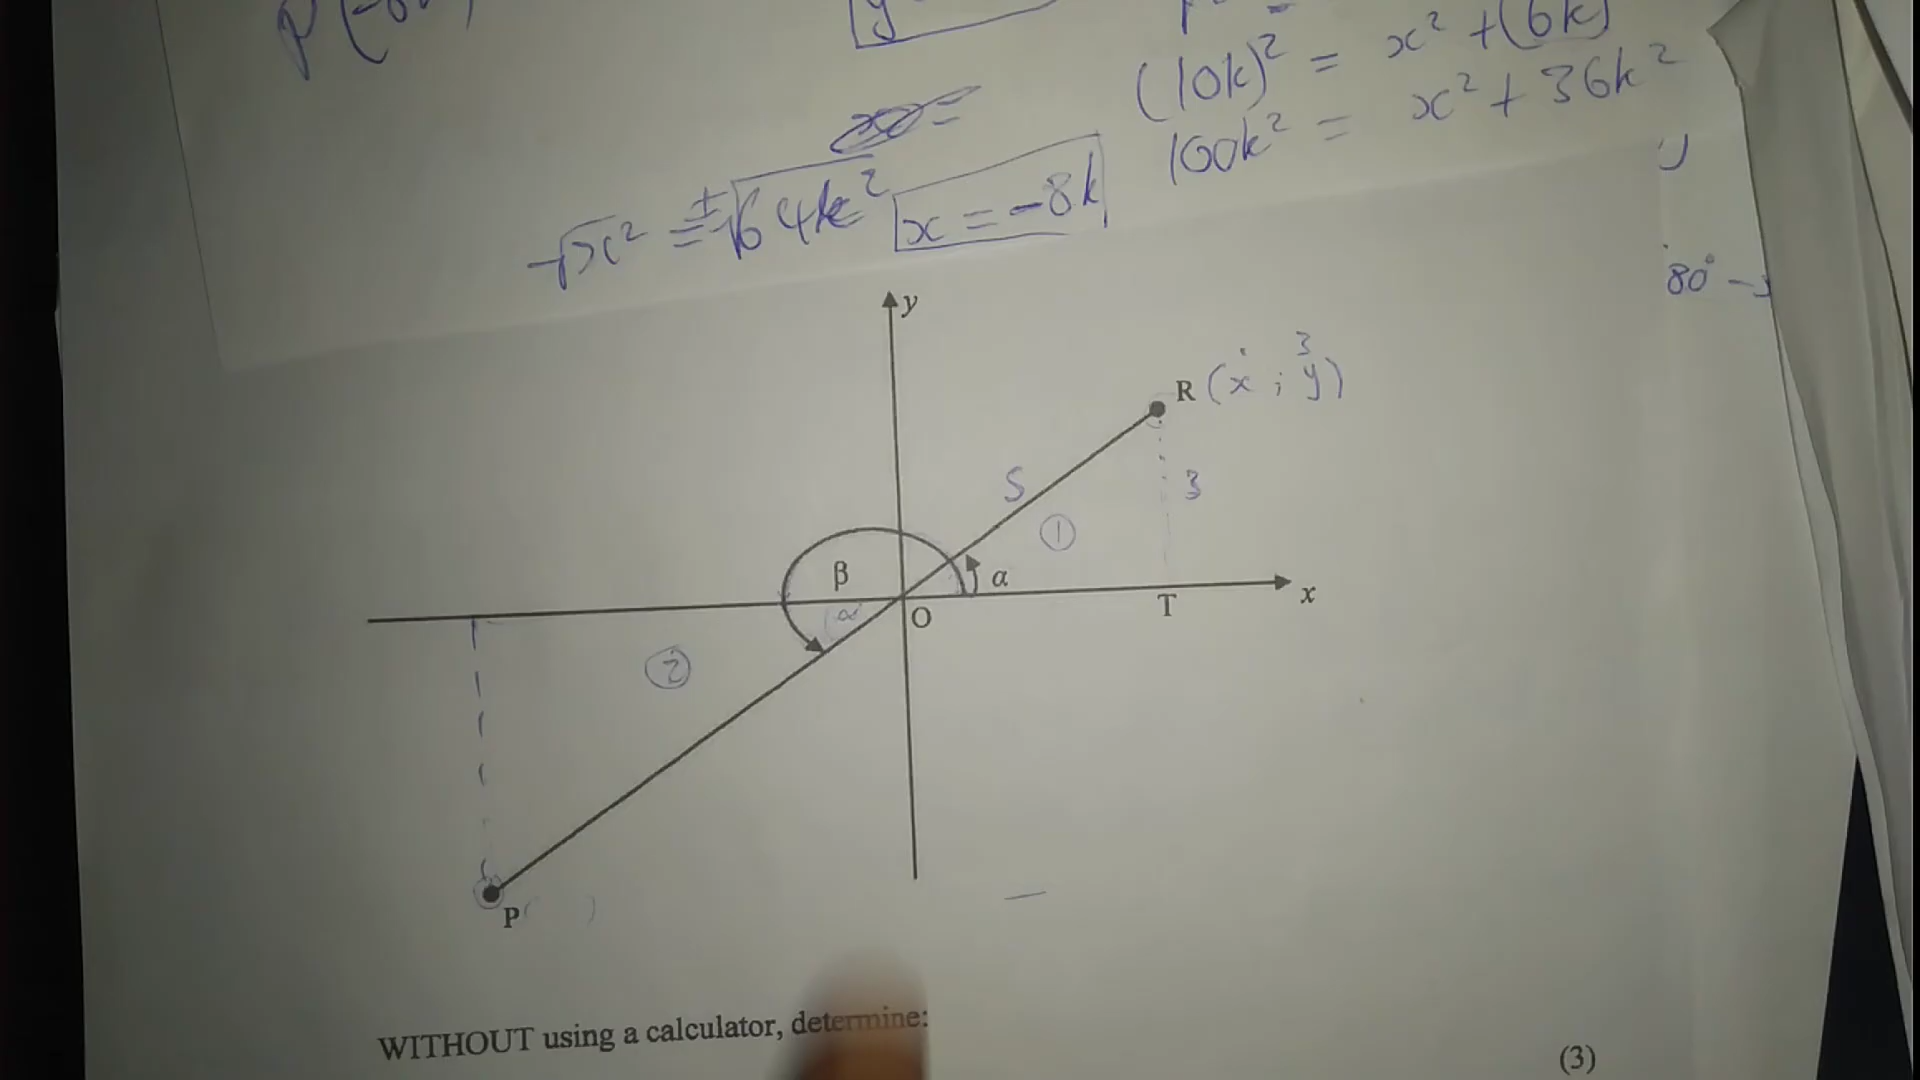 (10k)² = x² + (6k)
100k² = x² + 36k²
√x² = ±√64k² x = -8k
80° -
y
R (x ; y)
3
5
3
1
β
α
α
O
T
x
2
P ( )
WITHOUT using a calculator, determine:
(3)